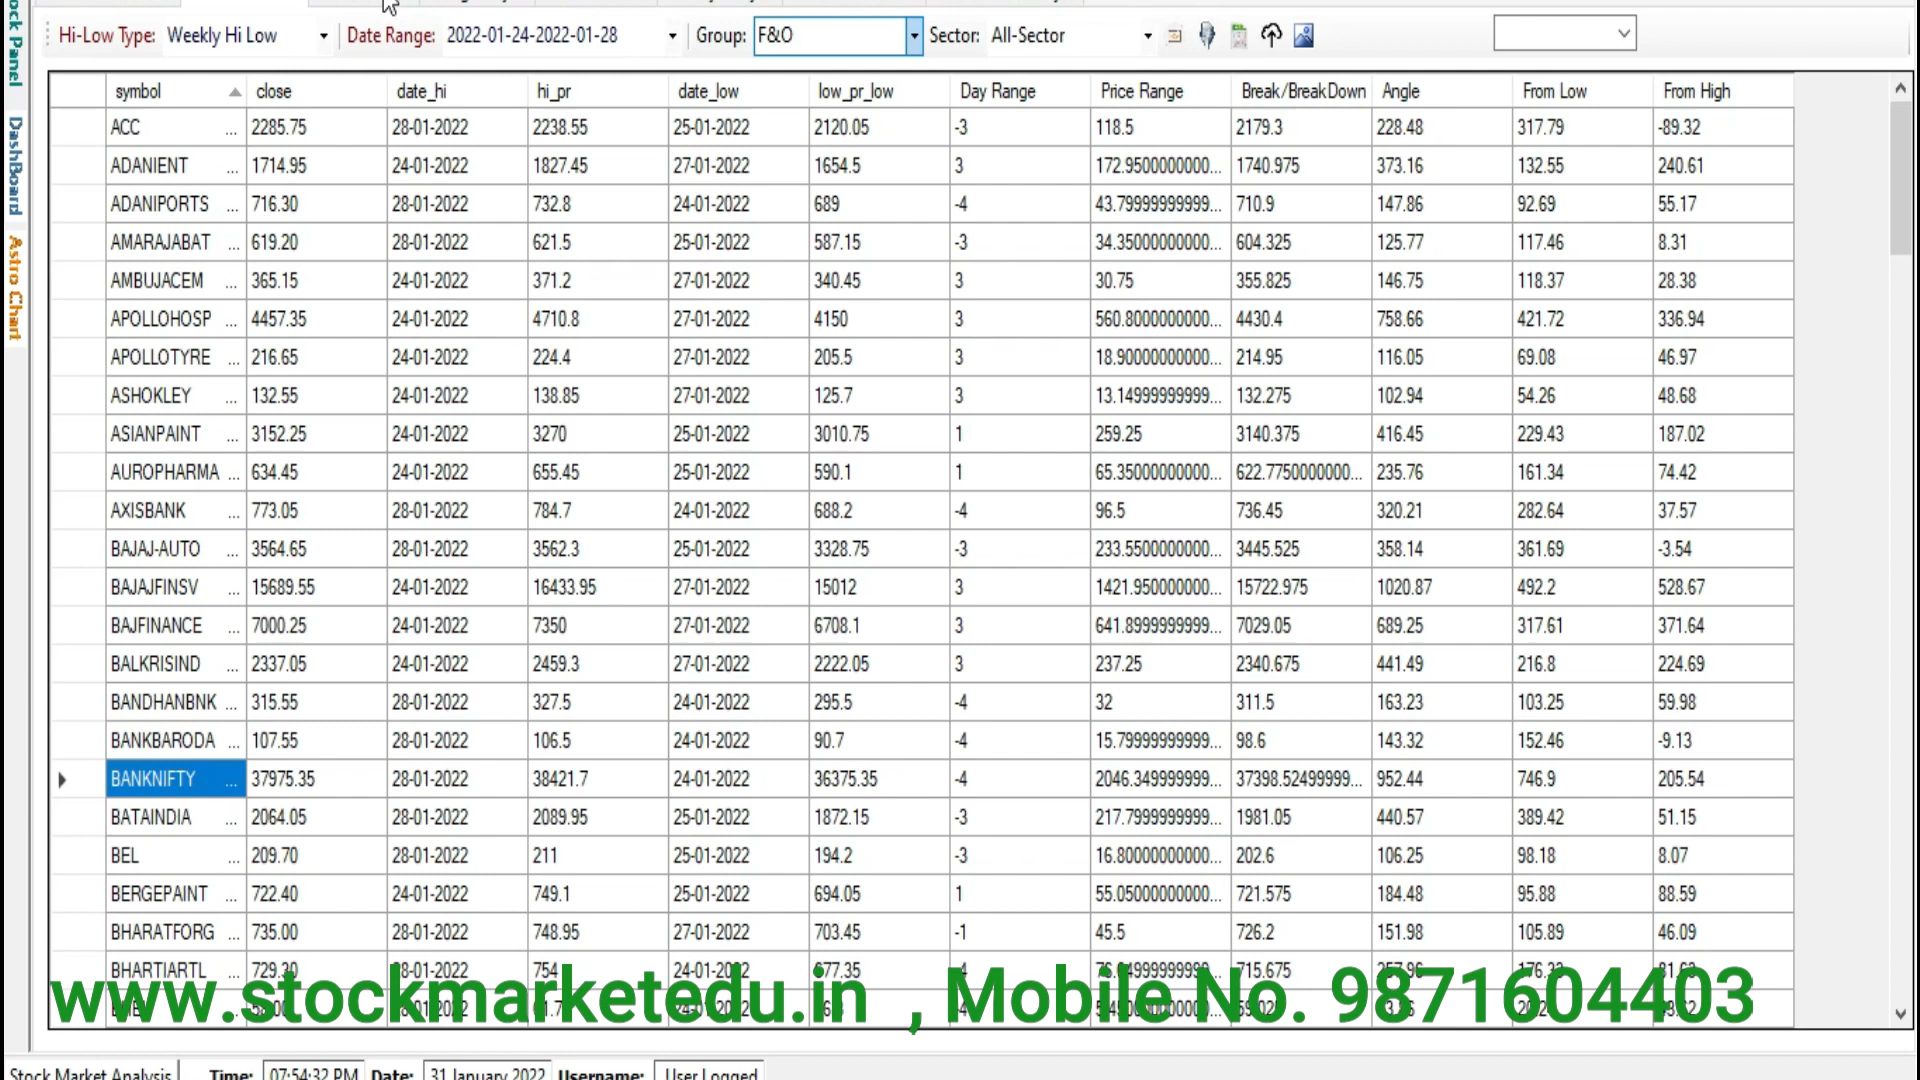 ock Panel
DashBoard
Astro Chart
Hi-Low Type: Weekly Hi Low Date Range: 2022-01-24-2022-01-28 Group: F&O Sector: All-Sector
symbol close date_hi hi_pr date_low low_pr_low Day Range Price Range Break/BreakDown Angle From Low From High
ACC ... 2285.75 28-01-2022 2238.55 25-01-2022 2120.05 -3 118.5 2179.3 228.48 317.79 -89.32
ADANIENT ... 1714.95 24-01-2022 1827.45 27-01-2022 1654.5 3 172.9500000000... 1740.975 373.16 132.55 240.61
ADANIPORTS ... 716.30 28-01-2022 732.8 24-01-2022 689 -4 43.79999999999... 710.9 147.86 92.69 55.17
AMARAJABAT ... 619.20 28-01-2022 621.5 25-01-2022 587.15 -3 34.35000000000... 604.325 125.77 117.46 8.31
AMBUJACEM ... 365.15 24-01-2022 371.2 27-01-2022 340.45 3 30.75 355.825 146.75 118.37 28.38
APOLLOHOSP ... 4457.35 24-01-2022 4710.8 27-01-2022 4150 3 560.8000000000... 4430.4 758.66 421.72 336.94
APOLLOTYRE ... 216.65 24-01-2022 224.4 27-01-2022 205.5 3 18.90000000000... 214.95 116.05 69.08 46.97
ASHOKLEY ... 132.55 24-01-2022 138.85 27-01-2022 125.7 3 13.14999999999... 132.275 102.94 54.26 48.68
ASIANPAINT ... 3152.25 24-01-2022 3270 25-01-2022 3010.75 1 259.25 3140.375 416.45 229.43 187.02
AUROPHARMA ... 634.45 24-01-2022 655.45 25-01-2022 590.1 1 65.35000000000... 622.7750000000... 235.76 161.34 74.42
AXISBANK ... 773.05 28-01-2022 784.7 24-01-2022 688.2 -4 96.5 736.45 320.21 282.64 37.57
BAJAJ-AUTO ... 3564.65 28-01-2022 3562.3 25-01-2022 3328.75 -3 233.5500000000... 3445.525 358.14 361.69 -3.54
BAJAJFINSV ... 15689.55 24-01-2022 16433.95 27-01-2022 15012 3 1421.950000000... 15722.975 1020.87 492.2 528.67
BAJFINANCE ... 7000.25 24-01-2022 7350 27-01-2022 6708.1 3 641.8999999999... 7029.05 689.25 317.61 371.64
BALKRISIND ... 2337.05 24-01-2022 2459.3 27-01-2022 2222.05 3 237.25 2340.675 441.49 216.8 224.69
BANDHANBNK ... 315.55 28-01-2022 327.5 24-01-2022 295.5 -4 32 311.5 163.23 103.25 59.98
BANKBARODA ... 107.55 28-01-2022 106.5 24-01-2022 90.7 -4 15.79999999999... 98.6 143.32 152.46 -9.13
BANKNIFTY ... 37975.35 28-01-2022 38421.7 24-01-2022 36375.35 -4 2046.349999999... 37398.52499999... 952.44 746.9 205.54
BATAINDIA ... 2064.05 28-01-2022 2089.95 25-01-2022 1872.15 -3 217.7999999999... 1981.05 440.57 389.42 51.15
BEL ... 209.70 28-01-2022 211 25-01-2022 194.2 -3 16.80000000000... 202.6 106.25 98.18 8.07
BERGEPAINT ... 722.40 24-01-2022 749.1 25-01-2022 694.05 1 55.05000000000... 721.575 184.48 95.88 88.59
BHARATFORG ... 735.00 28-01-2022 748.95 27-01-2022 703.45 -1 45.5 726.2 151.98 105.89 46.09
BHARTIARTL ... 729.30 28-01-2022 754 24-01-2022 677.35 715.675
www.stockmarketedu.in , Mobile No. 9871604403
Stock Market Analysis Time: 07:54:32 PM Date: 31 January 2022 Username: User Logged